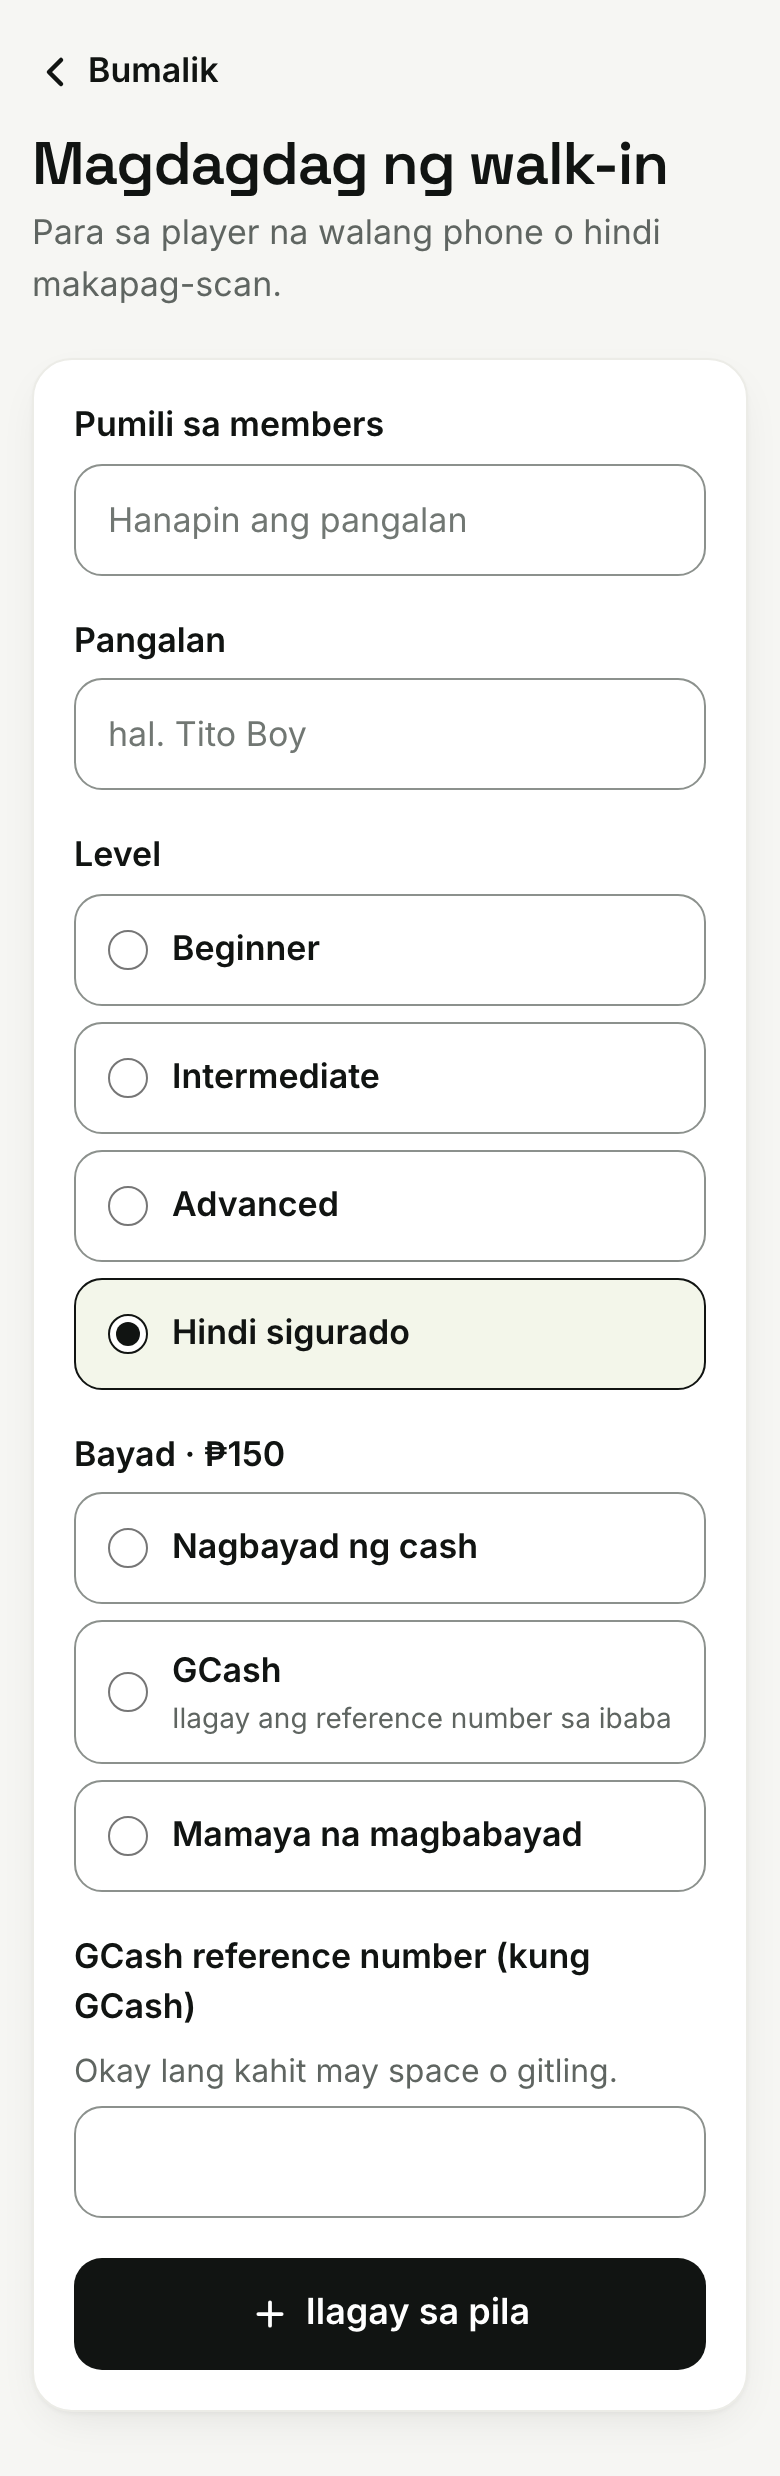 Bumalik
Magdagdag ng walk-in
Para sa player na walang phone o hindi
makapag-scan.
Pumili sa members
Hanapin ang pangalan
Pangalan
hal. Tito Boy
Level
Beginner
Intermediate
Advanced
Hindi sigurado
Bayad · ₱150
Nagbayad ng cash
GCash
Ilagay ang reference number sa ibaba
Mamaya na magbabayad
GCash reference number (kung
GCash)
Okay lang kahit may space o gitling.
+ Ilagay sa pila